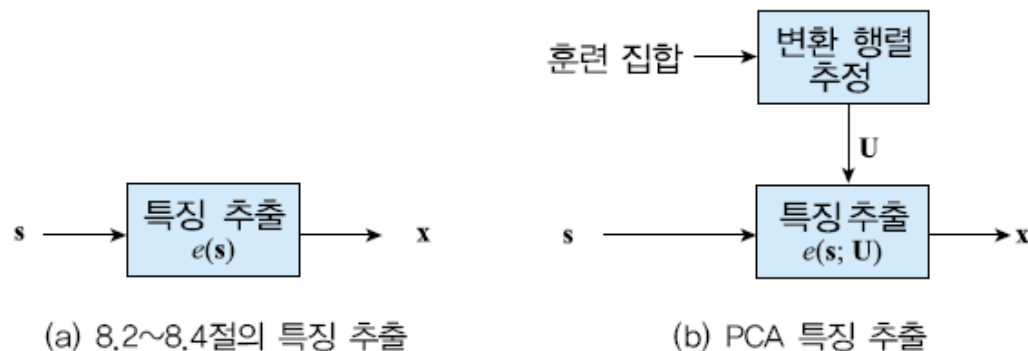 s
특징 추출
e(s)
x
(a) 8.2~8.4절의 특징 추출
훈련 집합
변환 행렬
추정
U
s
특징 추출
e(s; U)
x
(b) PCA 특징 추출